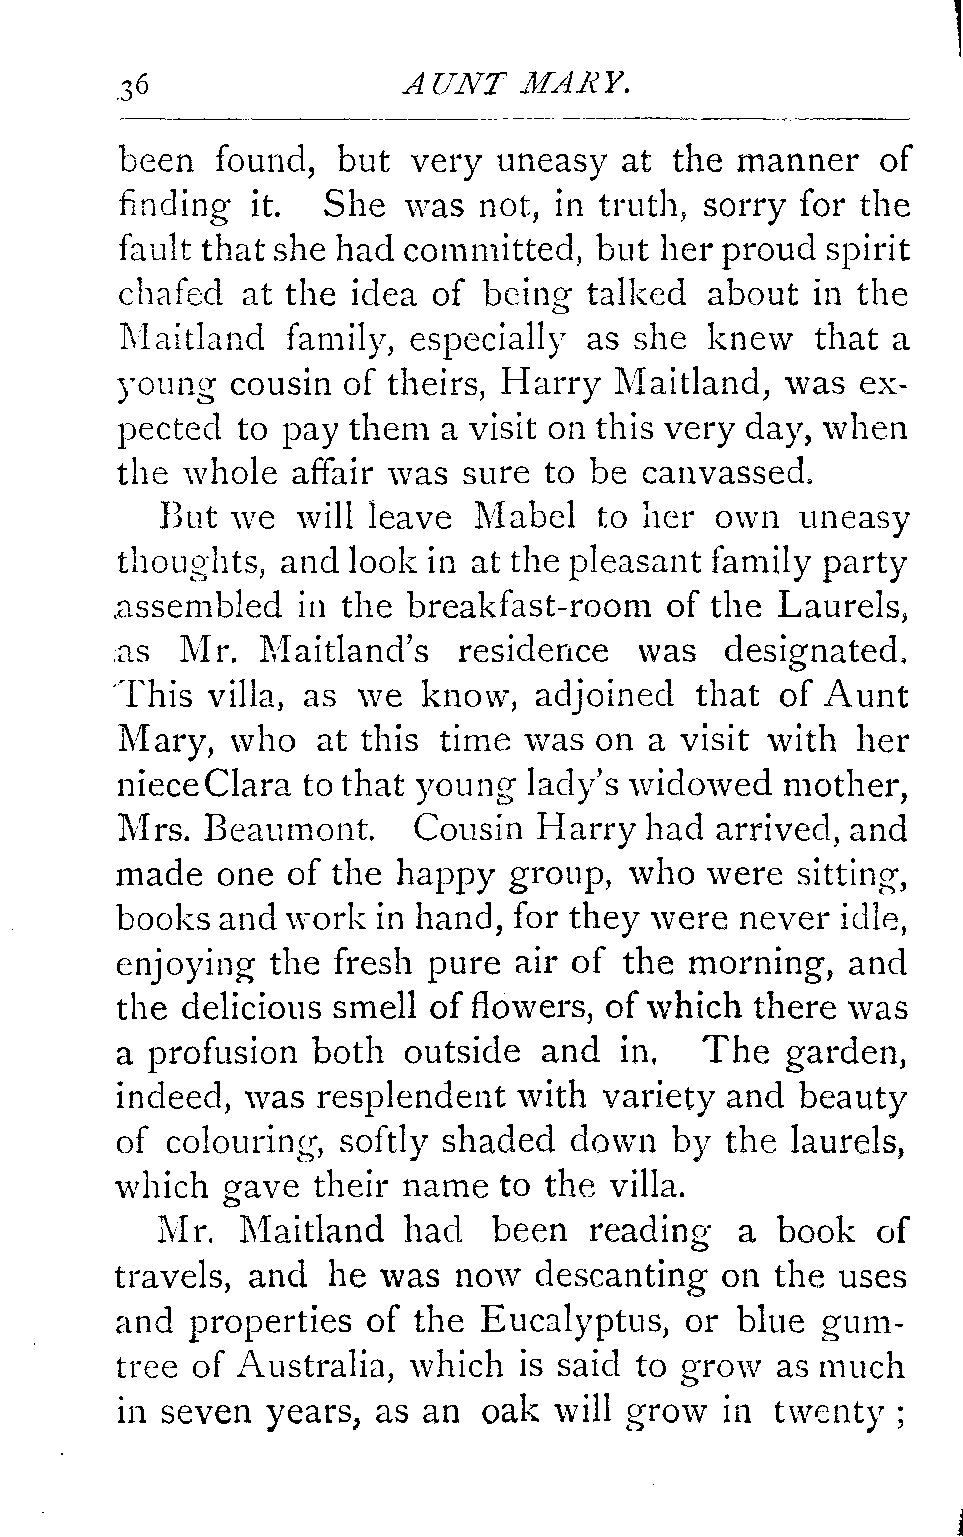 36 AUNT MARY.
been found, but very uneasy at the manner of
finding it. She was not, in truth, sorry for the
fault that she had committed, but her proud spirit
chafed at the idea of being talked about in the
Maitland family, especially as she knew that a
young cousin of theirs, Harry Maitland, was ex-
pected to pay them a visit on this very day, when
the whole affair was sure to be canvassed.
But we will leave Mabel to her own uneasy
thoughts, and look in at the pleasant family party
assembled in the breakfast-room of the Laurels,
as Mr. Maitland's residence was designated.
This villa, as we know, adjoined that of Aunt
Mary, who at this time was on a visit with her
niece Clara to that young lady's widowed mother,
Mrs. Beaumont. Cousin Harry had arrived, and
made one of the happy group, who were sitting,
books and work in hand, for they were never idle,
enjoying the fresh pure air of the morning, and
the delicious smell of flowers, of which there was
a profusion both outside and in. The garden,
indeed, was resplendent with variety and beauty
of colouring, softly shaded down by the laurels,
which gave their name to the villa.
Mr. Maitland had been reading a book of
travels, and he was now descanting on the uses
and properties of the Eucalyptus, or blue gum-
tree of Australia, which is said to grow as much
in seven years, as an oak will grow in twenty ;